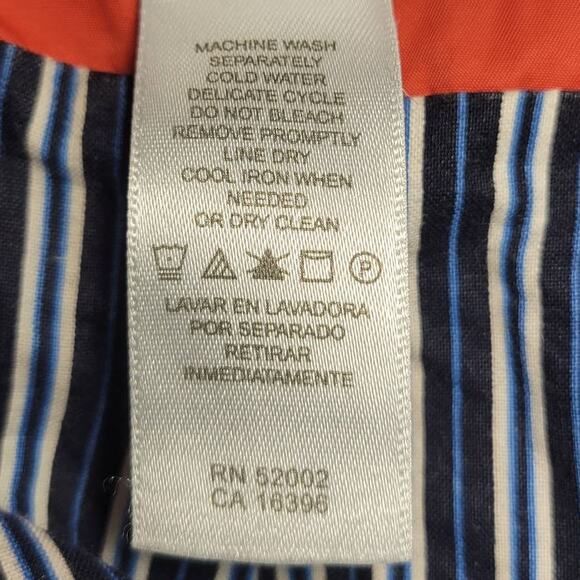 MACHINE WASH
SEPARATELY
COLD WATER
DELICATE CYCLE
DO NOT BLEACH
REMOVE PROMPTLY
LINE DRY
COOL IRON WHEN
NEEDED
OR DRY CLEAN
P
LAVAR EN LAVADORA
POR SEPARADO
RETIRAR
INMEDIATAMENTE
RN 52002
CA 16396